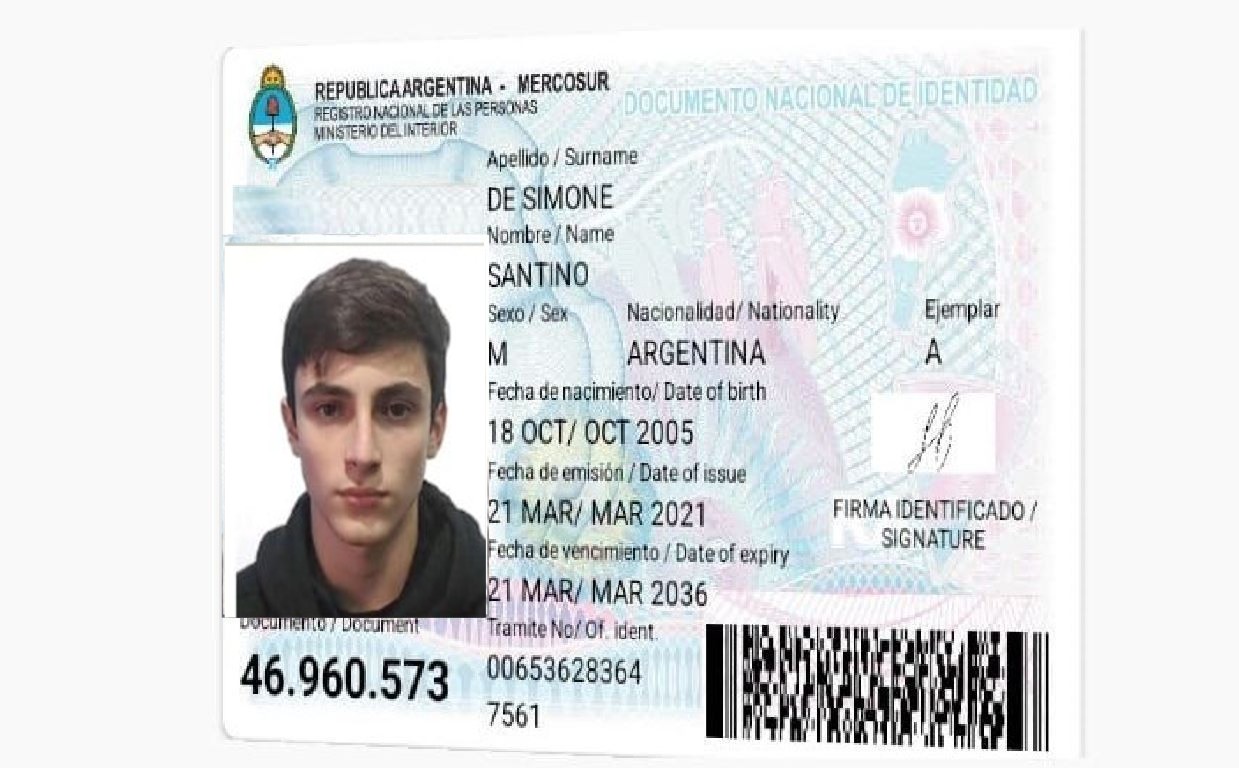 REPUBLICA ARGENTINA - MERCOSUR
REGISTRO NACIONAL DE LAS PERSONAS
MINISTERIO DEL INTERIOR
DOCUMENTO NACIONAL DE IDENTIDAD
Apellido / Surname
DE SIMONE
Nombre / Name
SANTINO
Sexo / Sex Nacionalidad/ Nationality Ejemplar
M ARGENTINA A
Fecha de nacimiento/ Date of birth
18 OCT/ OCT 2005
Fecha de emisión / Date of issue
21 MAR/ MAR 2021
FIRMA IDENTIFICADO /
SIGNATURE
Fecha de vencimiento / Date of expiry
21 MAR/ MAR 2036
Documento / Document
46.960.573
Tramite No/ Of. ident.
00653628364
7561